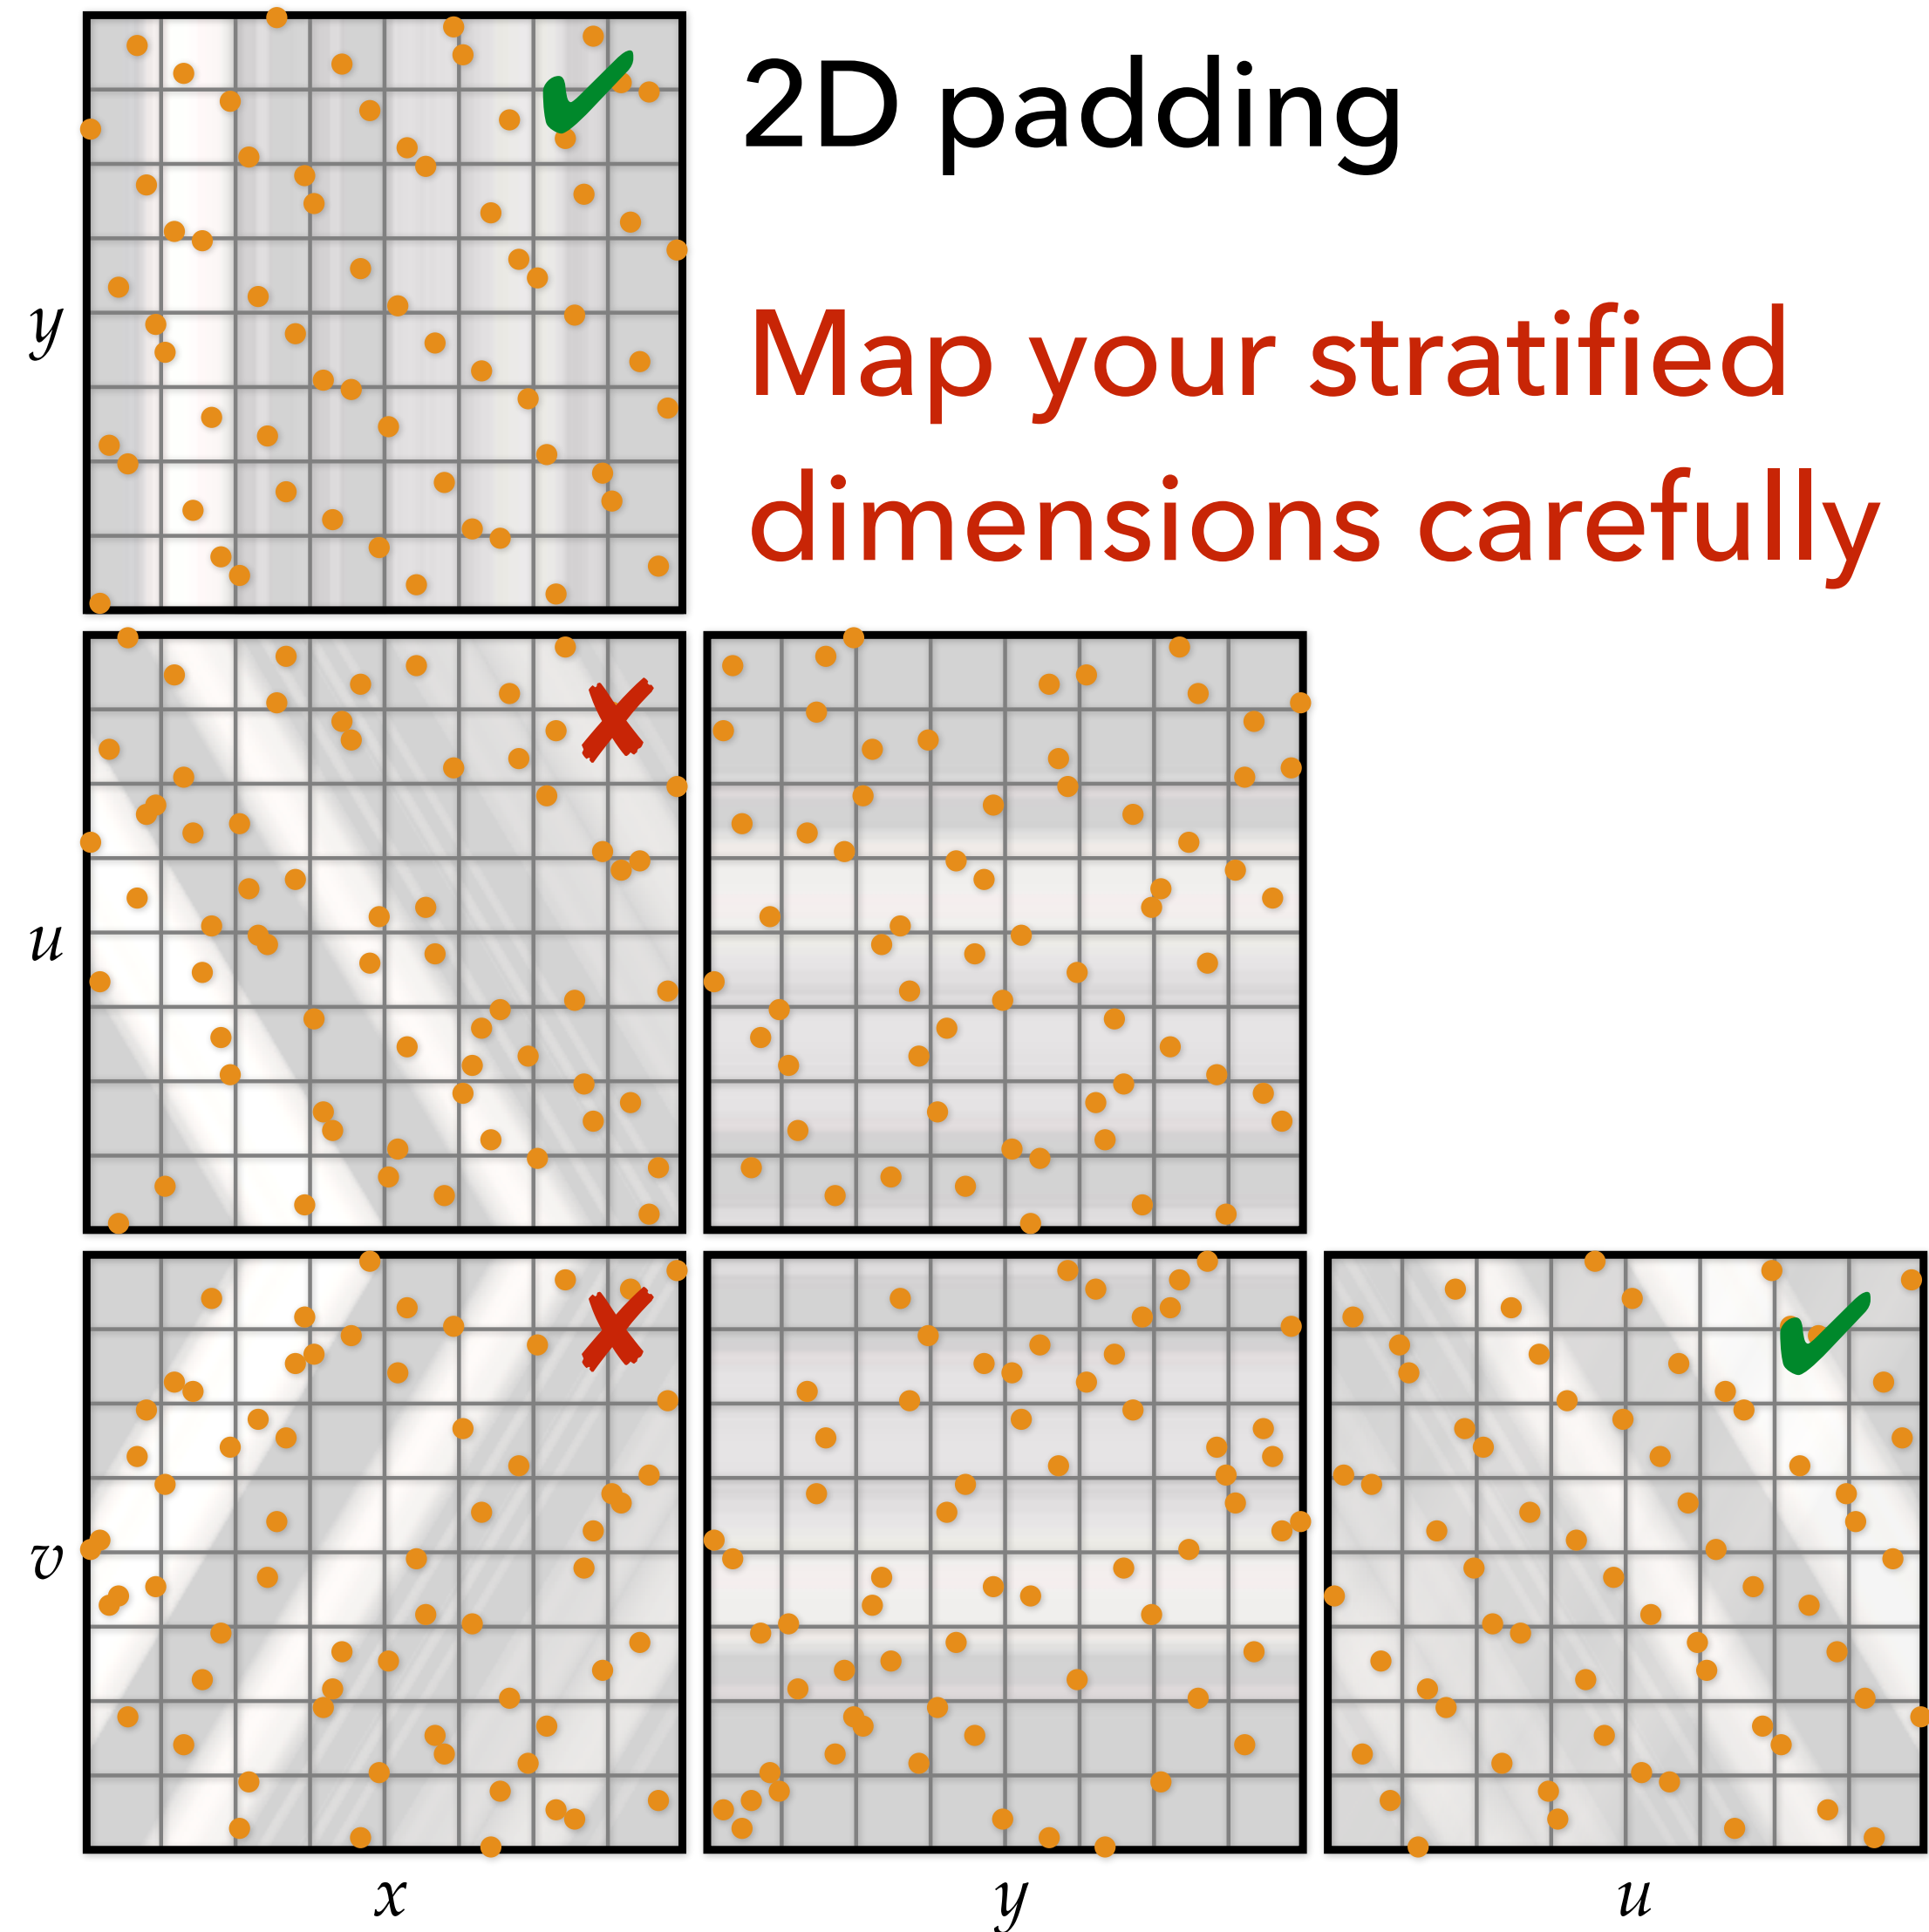 2D padding
Map your stratified
dimensions carefully
y
u
v
x
y
u